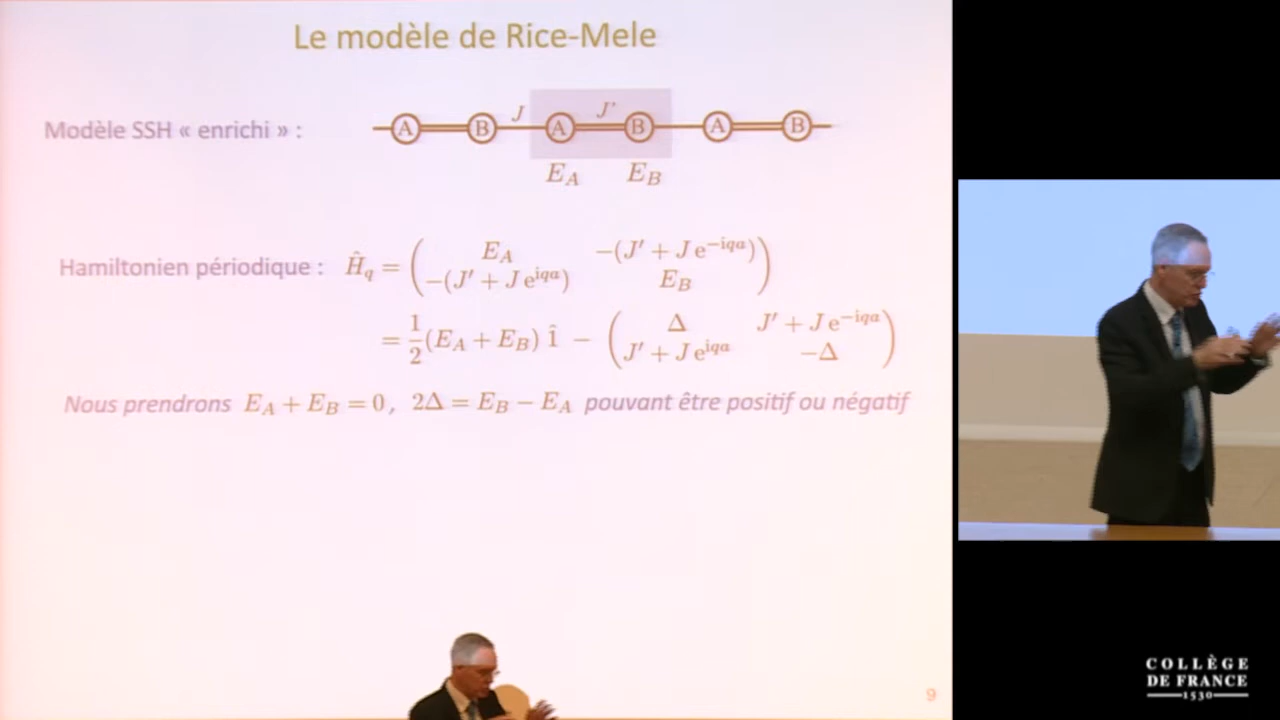 Le modèle de Rice-Mele
Modèle SSH « enrichi » :
A B J A J' B A B
E_A E_B
Hamiltonien périodique : Ĥ_q = ( E_A −(J′ + J e^{−iqa}) )
( −(J′ + J e^{iqa}) E_B )
= 1/2 (E_A + E_B) 1̂ − ( Δ J′ + J e^{−iqa} )
( J′ + J e^{iqa} −Δ )
Nous prendrons E_A + E_B = 0, 2Δ = E_B − E_A pouvant être positif ou négatif
9
COLLÈGE
DE FRANCE
1530